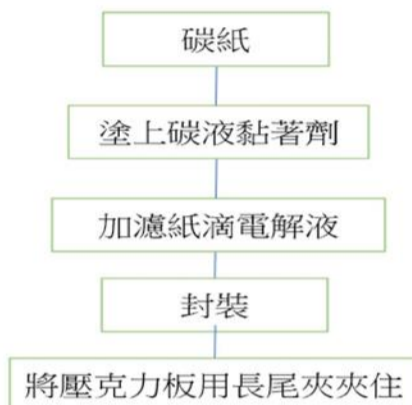 碳紙
塗上碳液黏著劑
加濾紙滴電解液
封裝
將壓克力板用長尾夾夾住